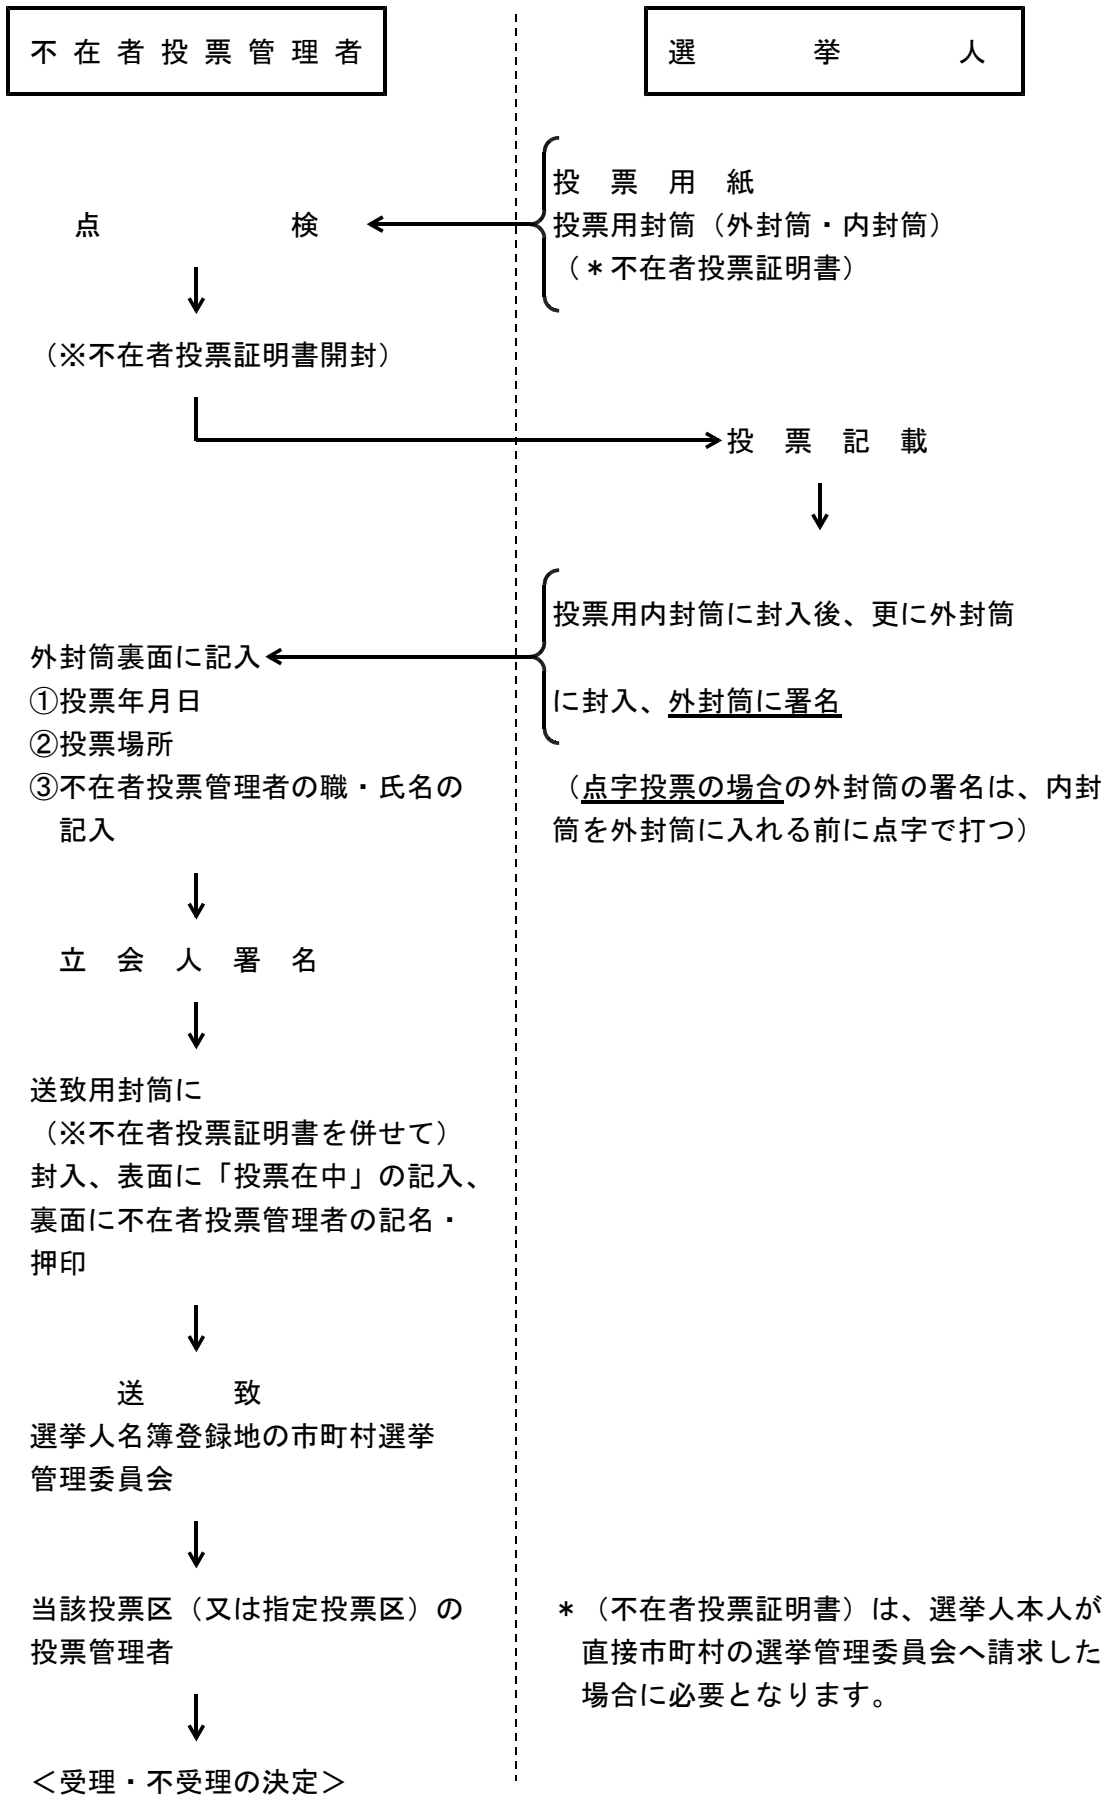 不在者投票管理者
選挙人
投票用紙
投票用封筒（外封筒・内封筒）
（＊不在者投票証明書）
点検
（※不在者投票証明書開封）
投票記載
投票用内封筒に封入後、更に外封筒
に封入、外封筒に署名
（点字投票の場合の外封筒の署名は、内封
筒を外封筒に入れる前に点字で打つ）
外封筒裏面に記入
①投票年月日
②投票場所
③不在者投票管理者の職・氏名の
記入
立会人署名
送致用封筒に
（※不在者投票証明書を併せて）
封入、表面に「投票在中」の記入、
裏面に不在者投票管理者の記名・
押印
送致
選挙人名簿登録地の市町村選挙
管理委員会
当該投票区（又は指定投票区）の
投票管理者
＜受理・不受理の決定＞
＊（不在者投票証明書）は、選挙人本人が
直接市町村の選挙管理委員会へ請求した
場合に必要となります。